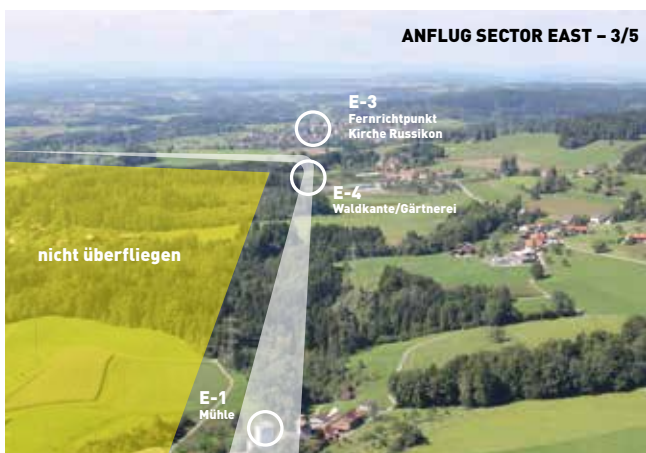 ANFLUG SECTOR EAST – 3/5
E-3
Fernrichtpunkt
Kirche Russikon
E-4
Waldkante/Gärtnerei
nicht überfliegen
E-1
Mühle